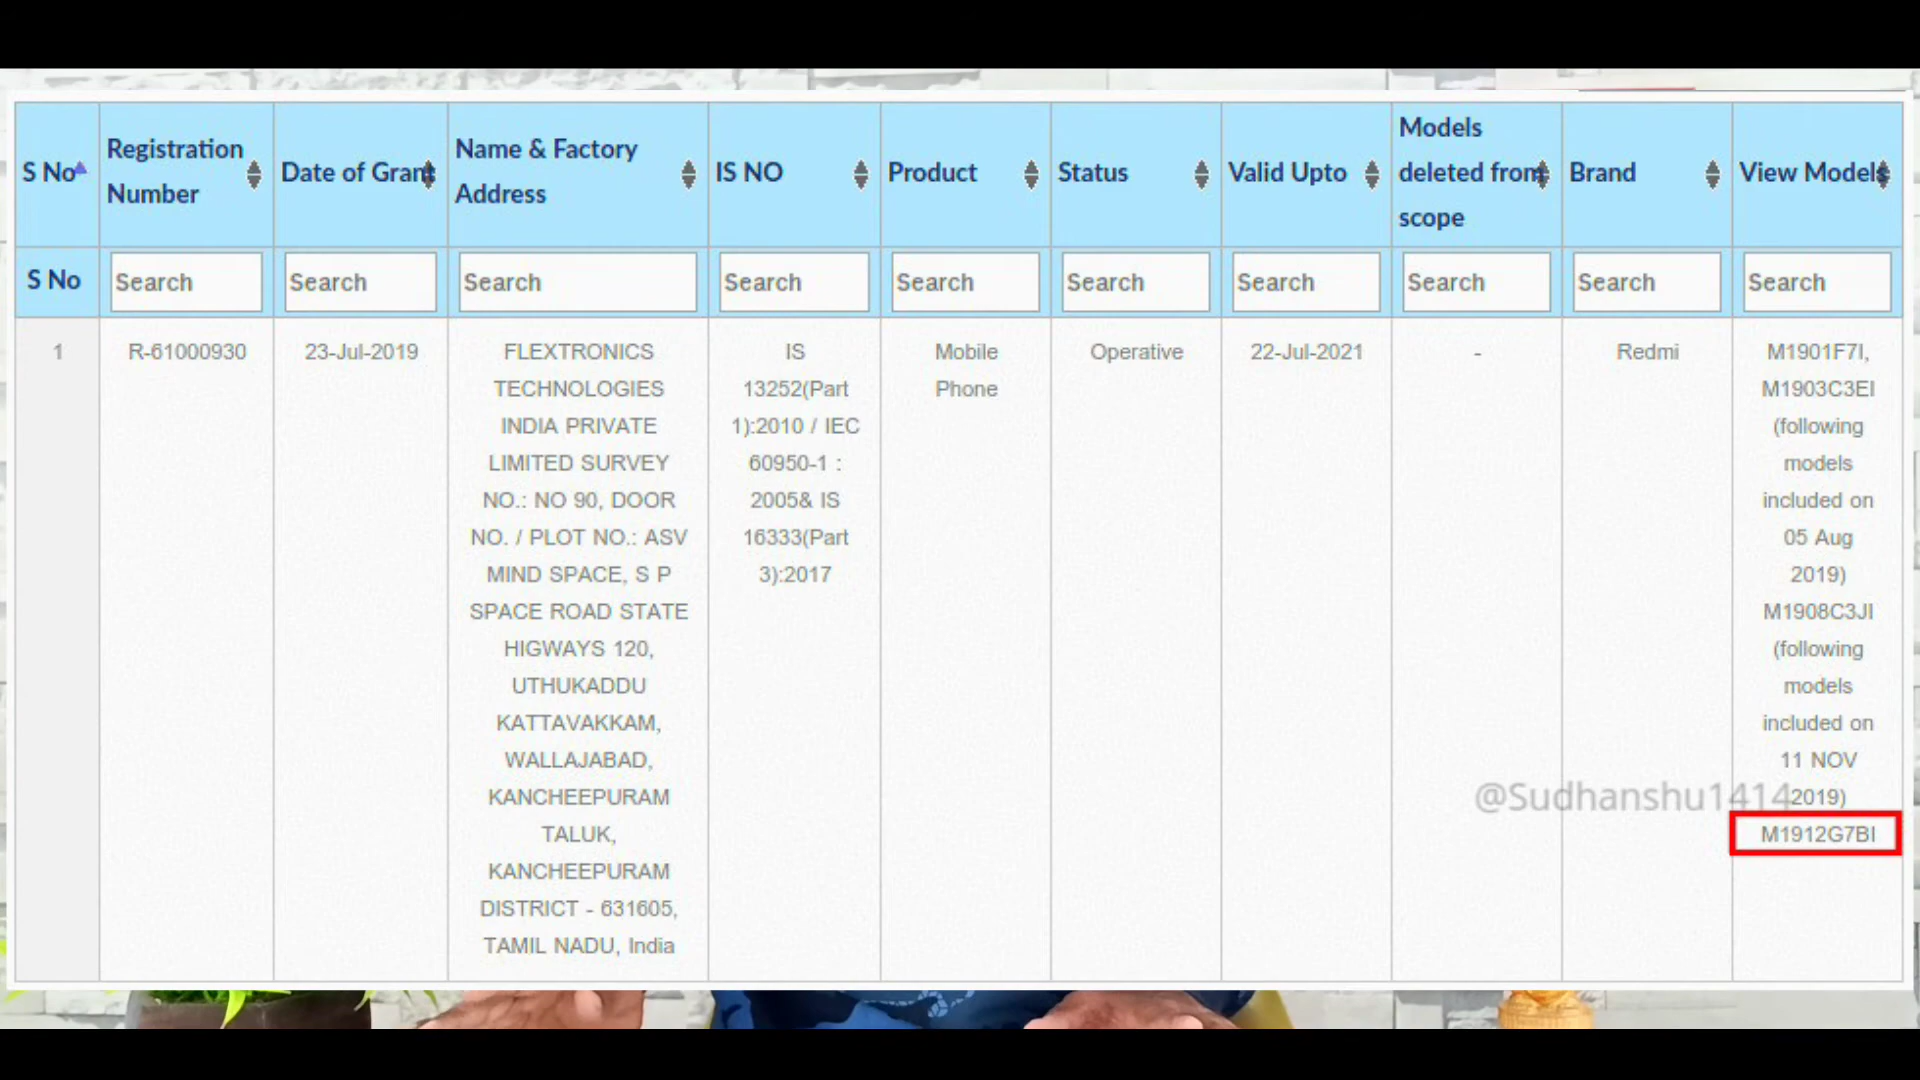 S No
Registration
Number
Date of Grant
Name & Factory
Address
IS NO
Product
Status
Valid Upto
Models
deleted from
scope
Brand
View Models
S No
Search
Search
Search
Search
Search
Search
Search
Search
Search
Search
1
R-61000930
23-Jul-2019
FLEXTRONICS
TECHNOLOGIES
INDIA PRIVATE
LIMITED SURVEY
NO.: NO 90, DOOR
NO. / PLOT NO.: ASV
MIND SPACE, S P
SPACE ROAD STATE
HIGWAYS 120,
UTHUKADDU
KATTAVAKKAM,
WALLAJABAD,
KANCHEEPURAM
TALUK,
KANCHEEPURAM
DISTRICT - 631605,
TAMIL NADU, India
IS
13252(Part
1):2010 / IEC
60950-1 :
2005& IS
16333(Part
3):2017
Mobile
Phone
Operative
22-Jul-2021
-
Redmi
M1901F7I,
M1903C3EI
(following
models
included on
05 Aug
2019)
M1908C3JI
(following
models
included on
11 NOV
2019)
M1912G7BI
@Sudhanshu1414